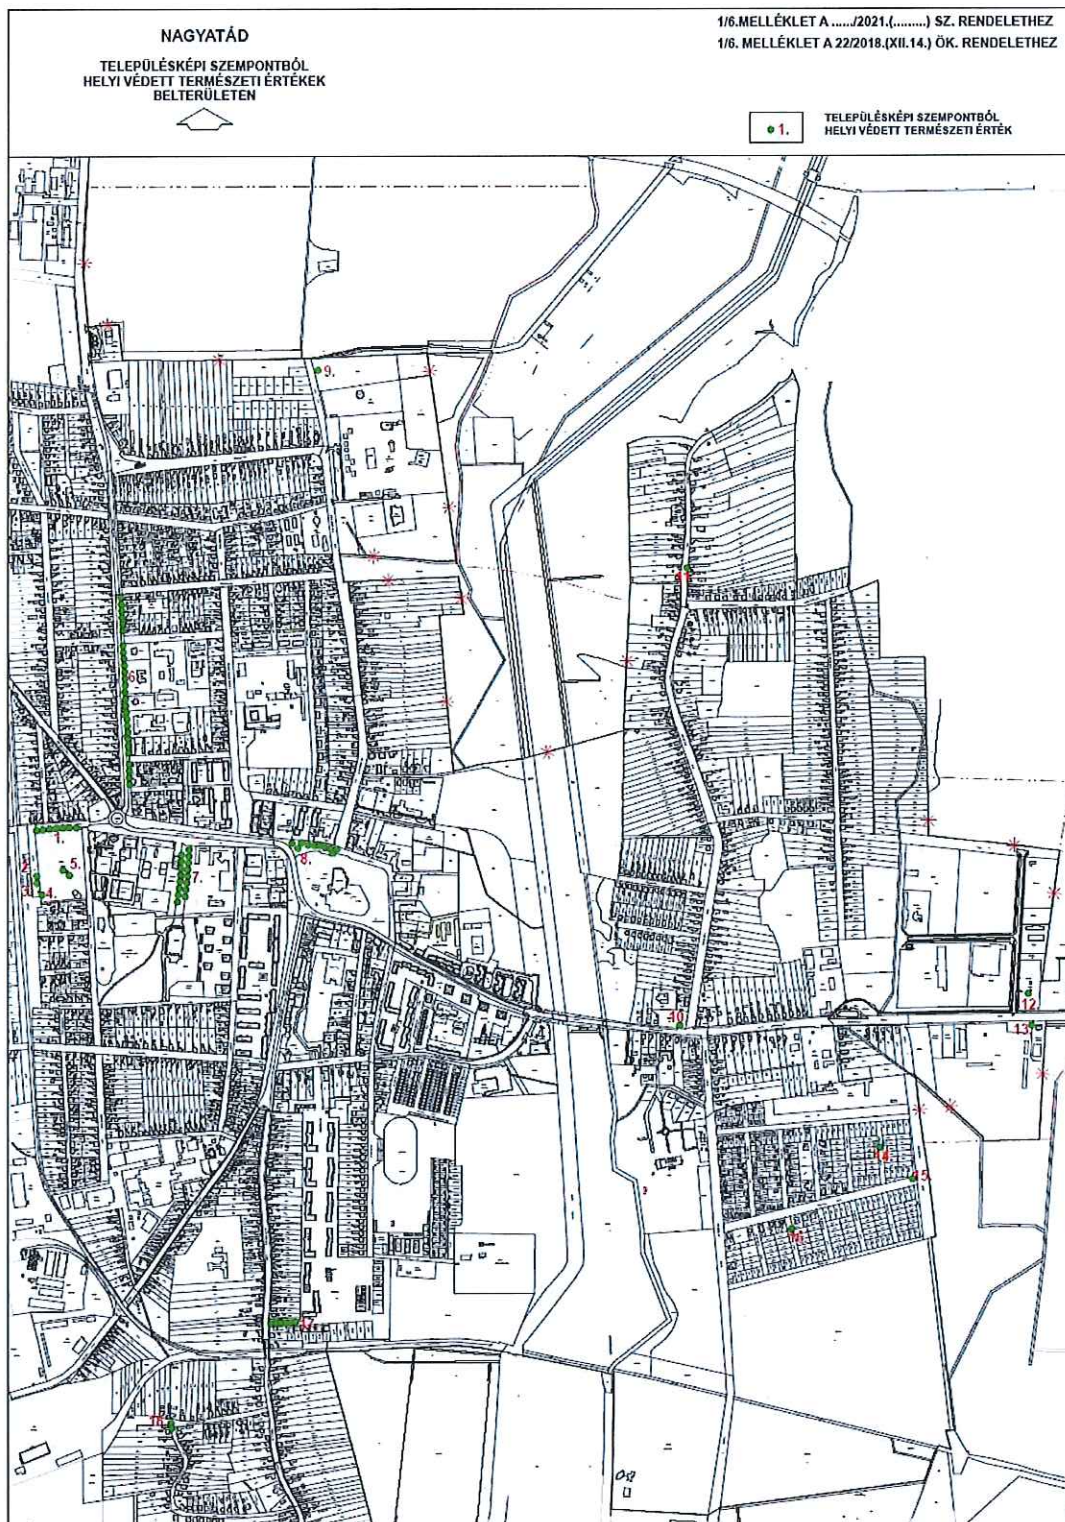 1/6.MELLÉKLET A ....../2021.(.........) SZ. RENDELETHEZ
1/6. MELLÉKLET A 22/2018.(XII.14.) ÖK. RENDELETHEZ
NAGYATÁD
TELEPÜLÉSKÉPI SZEMPONTBÓL
HELYI VÉDETT TERMÉSZETI ÉRTÉKEK
BELTERÜLETEN
1.
TELEPÜLÉSKÉPI SZEMPONTBÓL
HELYI VÉDETT TERMÉSZETI ÉRTÉK
9.
11.
6.
1.
8.
2.
5.
7.
3.
4.
12.
10.
13.
14.
15.
16.
17.
18.